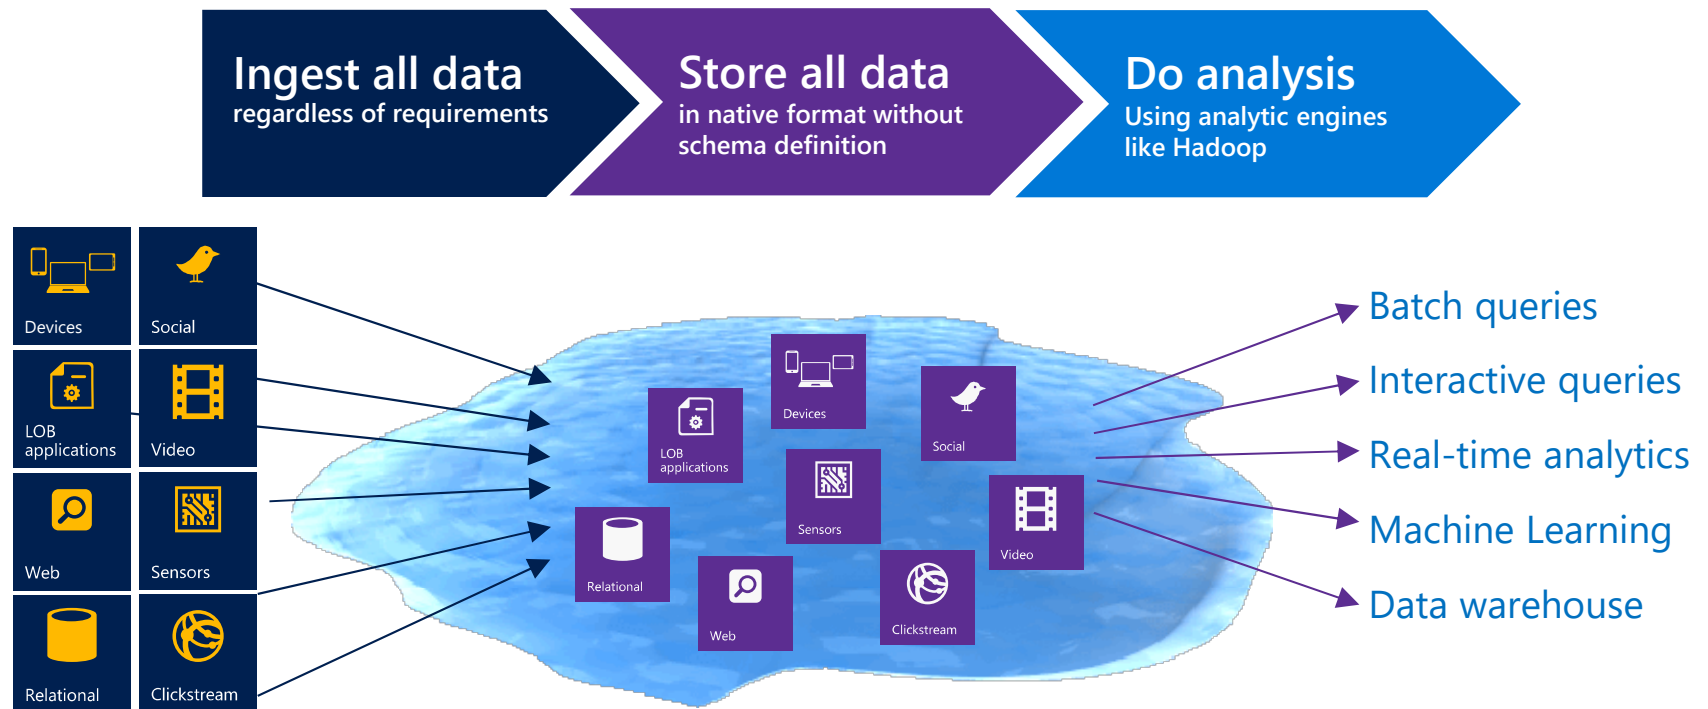 Ingest all data
regardless of requirements
Store all data
in native format without
schema definition
Do analysis
Using analytic engines
like Hadoop
Devices
Social
LOB
applications
Video
Web
Sensors
Relational
Clickstream
Devices
Social
LOB
applications
Sensors
Video
Relational
Web
Clickstream
Batch queries
Interactive queries
Real-time analytics
Machine Learning
Data warehouse